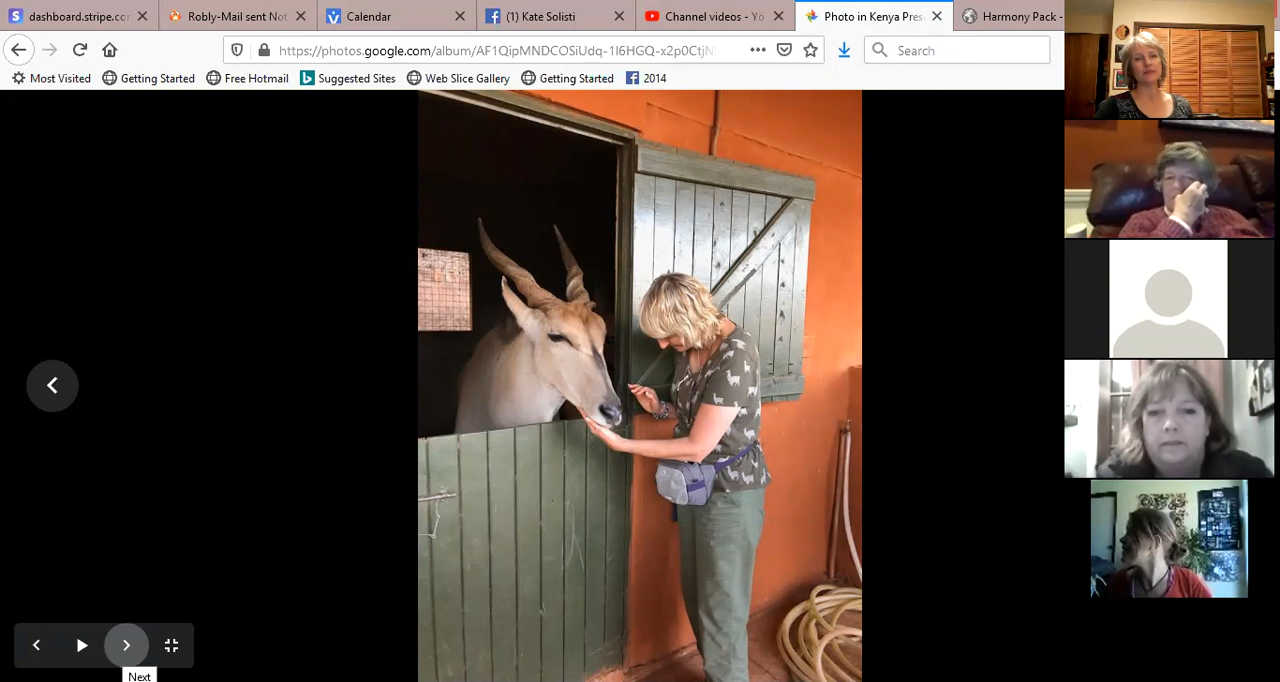 dashboard.stripe.cor
Robly-Mail sent Not
Calendar
(1) Kate Solisti
Channel videos - Yo
Photo in Kenya Pres
Harmony Pack -
https://photos.google.com/album/AF1QipMNDCOSiUdq-1I6HGQ-x2p0CtjN
Search
Most Visited
Getting Started
Free Hotmail
Suggested Sites
Web Slice Gallery
Getting Started
2014
Next